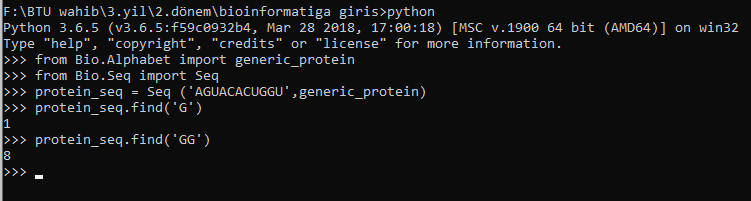 F:\BTU wahib\3.yil\2.dönem\bioinformatiga giris>python
Python 3.6.5 (v3.6.5:f59c0932b4, Mar 28 2018, 17:00:18) [MSC v.1900 64 bit (AMD64)] on win32
Type "help", "copyright", "credits" or "license" for more information.
>>> from Bio.Alphabet import generic_protein
>>> from Bio.Seq import Seq
>>> protein_seq = Seq ('AGUACACUGGU',generic_protein)
>>> protein_seq.find('G')
1
>>> protein_seq.find('GG')
8
>>>